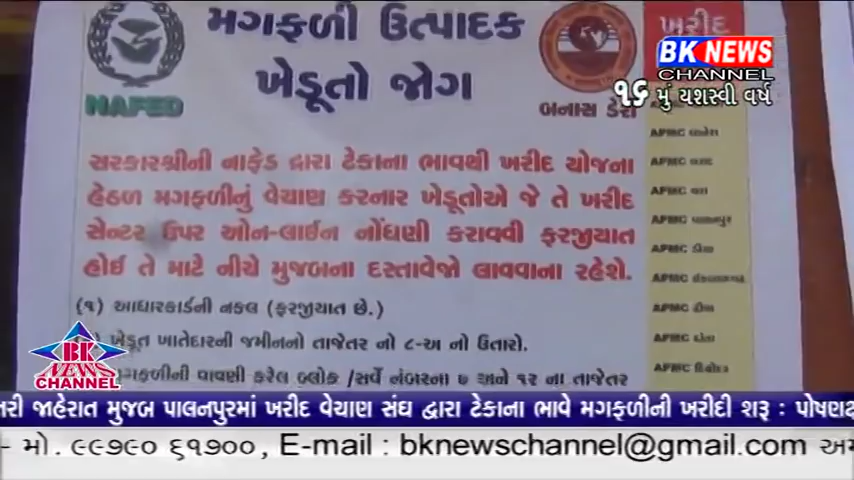 NAFED
મગફળી ઉત્પાદક
ખેડૂતો જોગ
બનાસ ડેરી
ખરીદ
BK NEWS
CHANNEL
૧૬ મું યશસ્વી વર્ષ
સરકારશ્રીની નાફેડ દ્વારા ટેકાના ભાવથી ખરીદ યોજના
હેઠળ મગફળીનું વેચાણ કરનાર ખેડૂતોએ જે તે ખરીદ
સેન્ટર ઉપર ઓન-લાઈન નોંધણી કરાવવી ફરજીયાત
હોઈ તે માટે નીચે મુજબના દસ્તાવેજો લાવવાના રહેશે.
(૧) આધારકાર્ડની નકલ (ફરજીયાત છે.)
ખેડૂત ખાતેદારની જમીનનો તાજેતર નો ૮-અ નો ઉતારો.
મગફળીની વાવણી કરેલ બ્લોક /સર્વે નંબરના ૭ અને ૧૨ ના તાજેતર
APMC
APMC
APMC
APMC પાલનપુર
APMC
APMC
APMC
APMC
APMC
BK
NEWS
CHANNEL
તરી જાહેરાત મુજબ પાલનપુરમાં ખરીદ વેચાણ સંઘ દ્વારા ટેકાના ભાવે મગફળીની ખરીદી શરૂ : પોષણક્ષ
- મો. ૯૯૭૯૦ ૬૧૭૦૦, E-mail : bknewschannel@gmail.com અમ